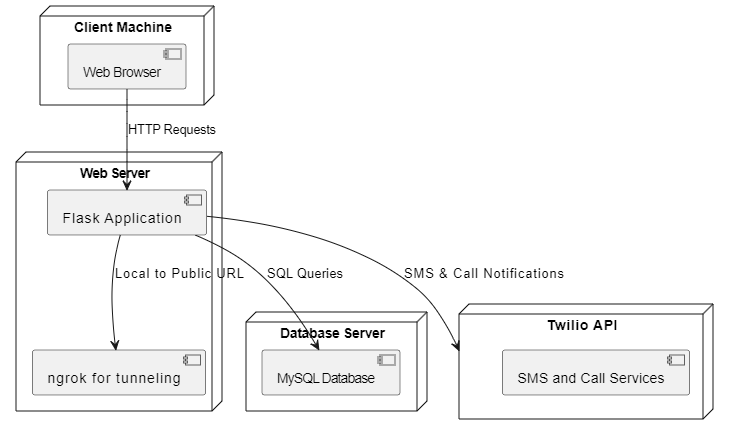 Client Machine
Web Browser
HTTP Requests
Web Server
Flask Application
Local to Public URL
SQL Queries
SMS & Call Notifications
Database Server
Twilio API
ngrok for tunneling
MySQL Database
SMS and Call Services